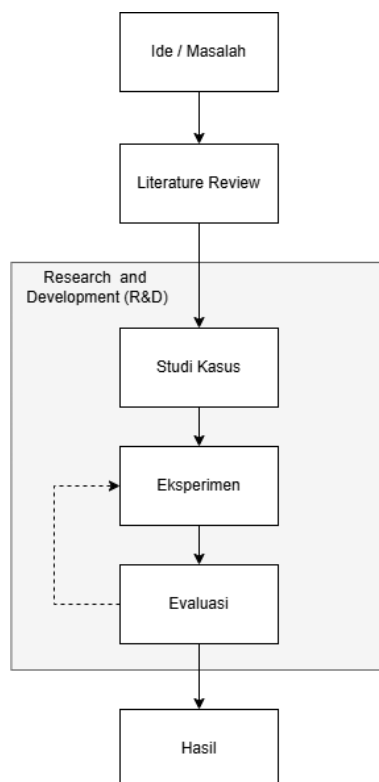 Ide / Masalah
Literature Review
Research and
Development (R&D)
Studi Kasus
Eksperimen
Evaluasi
Hasil